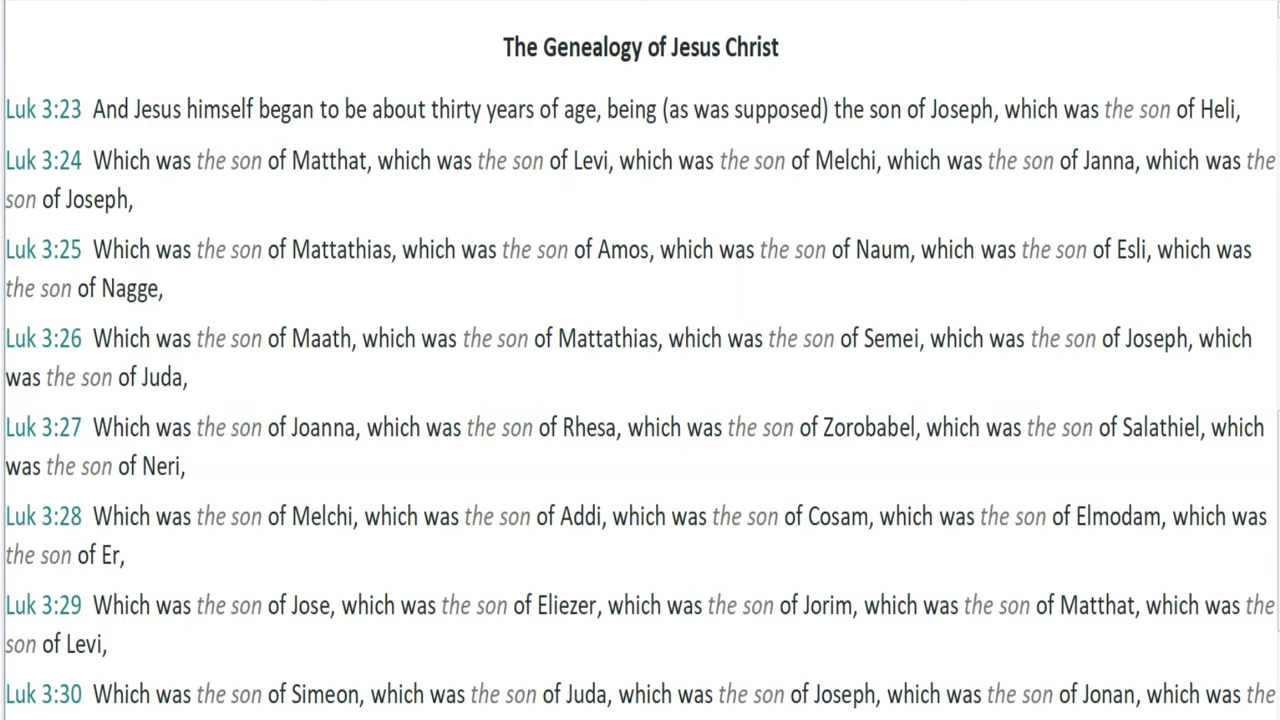 The Genealogy of Jesus Christ
Luk 3:23 And Jesus himself began to be about thirty years of age, being (as was supposed) the son of Joseph, which was the son of Heli,
Luk 3:24 Which was the son of Matthat, which was the son of Levi, which was the son of Melchi, which was the son of Janna, which was the
son of Joseph,
Luk 3:25 Which was the son of Mattathias, which was the son of Amos, which was the son of Naum, which was the son of Esli, which was
the son of Nagge,
Luk 3:26 Which was the son of Maath, which was the son of Mattathias, which was the son of Semei, which was the son of Joseph, which
was the son of Juda,
Luk 3:27 Which was the son of Joanna, which was the son of Rhesa, which was the son of Zorobabel, which was the son of Salathiel, which
was the son of Neri,
Luk 3:28 Which was the son of Melchi, which was the son of Addi, which was the son of Cosam, which was the son of Elmodam, which was
the son of Er,
Luk 3:29 Which was the son of Jose, which was the son of Eliezer, which was the son of Jorim, which was the son of Matthat, which was the
son of Levi,
Luk 3:30 Which was the son of Simeon, which was the son of Juda, which was the son of Joseph, which was the son of Jonan, which was the